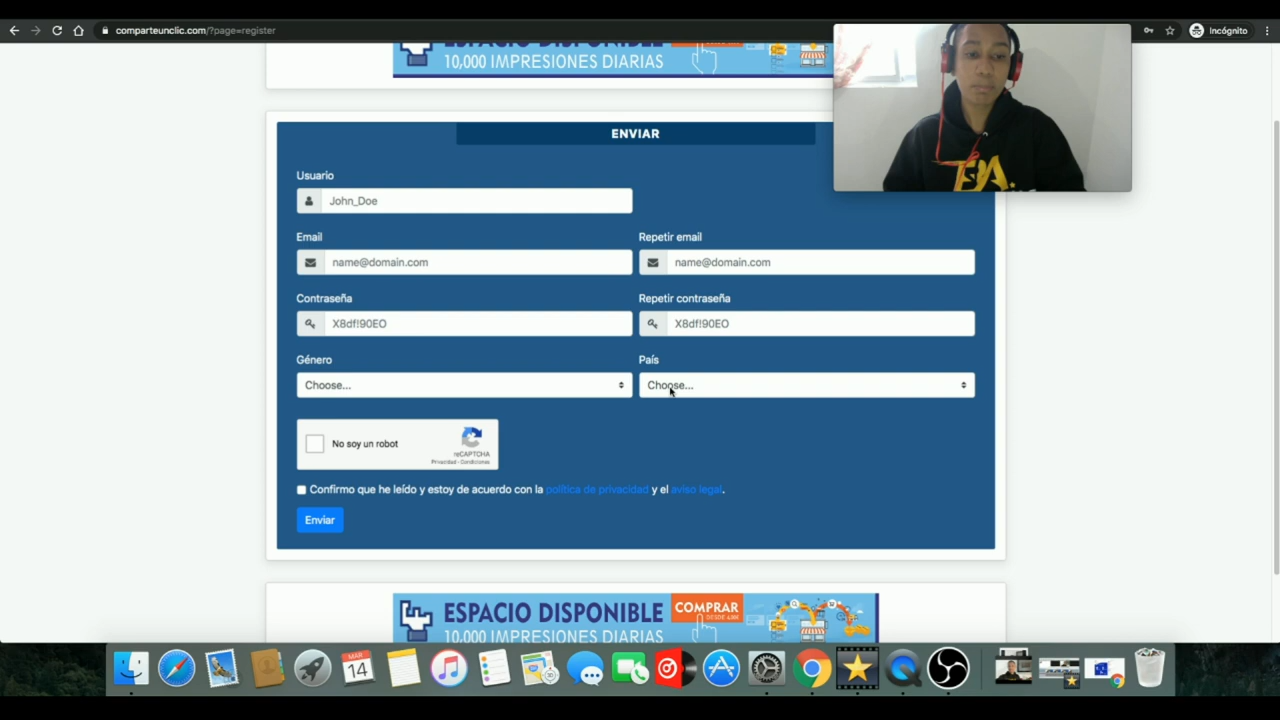 comparteunclic.com/?page=register
Incógnito
ESPACIO DISPONIBLE
10,000 IMPRESIONES DIARIAS
ENVIAR
Usuario
John_Doe
Email
Repetir email
name@domain.com
name@domain.com
Contraseña
Repetir contraseña
X8df!90EO
X8df!90EO
Género
País
Choose...
Choose...
No soy un robot
reCAPTCHA
Privacidad - Condiciones
Confirmo que he leído y estoy de acuerdo con la política de privacidad y el aviso legal.
Enviar
ESPACIO DISPONIBLE
COMPRAR
10,000 IMPRESIONES DIARIAS
MAR
14